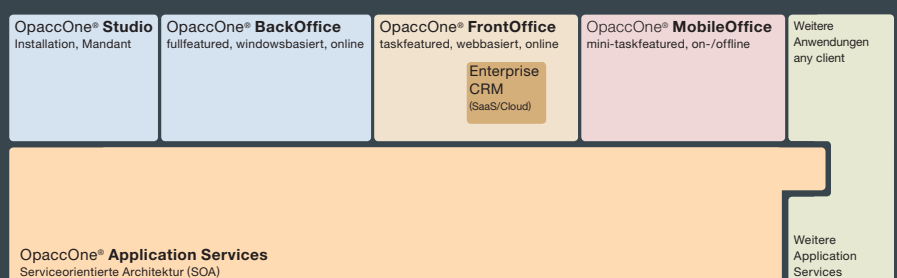 OpaccOne® Studio
Installation, Mandant
OpaccOne® BackOffice
fullfeatured, windowsbasiert, online
OpaccOne® FrontOffice
taskfeatured, webbasiert, online
Enterprise
CRM
(SaaS/Cloud)
OpaccOne® MobileOffice
mini-taskfeatured, on-/offline
Weitere
Anwendungen
any client
OpaccOne® Application Services
Serviceorientierte Architektur (SOA)
Weitere
Application
Services